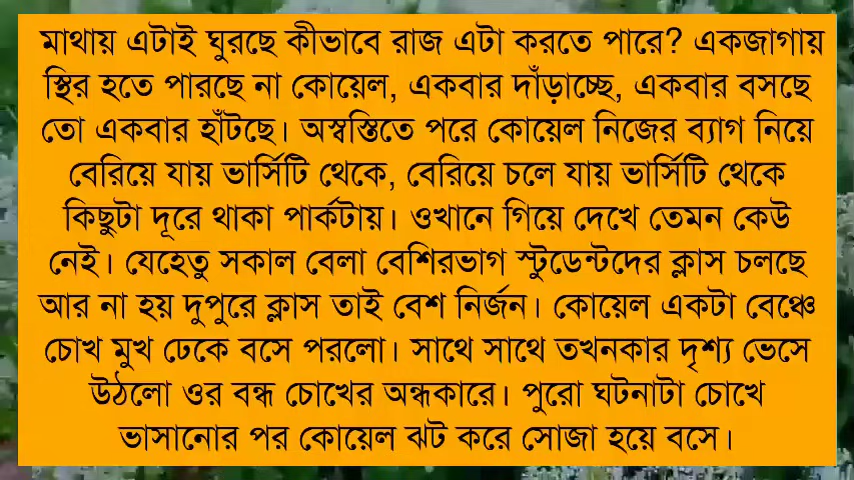 মাথায় এটাই ঘুরছে কীভাবে রাজ এটা করতে পারে? একজাগায়
স্থির হতে পারছে না কোয়েল, একবার দাঁড়াচ্ছে, একবার বসছে
তো একবার হাঁটছে। অস্বস্তিতে পরে কোয়েল নিজের ব্যাগ নিয়ে
বেরিয়ে যায় ভার্সিটি থেকে, বেরিয়ে চলে যায় ভার্সিটি থেকে
কিছুটা দূরে থাকা পার্কটায়। ওখানে গিয়ে দেখে তেমন কেউ
নেই। যেহেতু সকাল বেলা বেশিরভাগ স্টুডেন্টদের ক্লাস চলছে
আর না হয় দুপুরে ক্লাস তাই বেশ নির্জন। কোয়েল একটা বেঞ্চে
চোখ মুখ ঢেকে বসে পরলো। সাথে সাথে তখনকার দৃশ্য ভেসে
উঠলো ওর বন্ধ চোখের অন্ধকারে। পুরো ঘটনাটা চোখে
ভাসানোর পর কোয়েল ঝট করে সোজা হয়ে বসে।